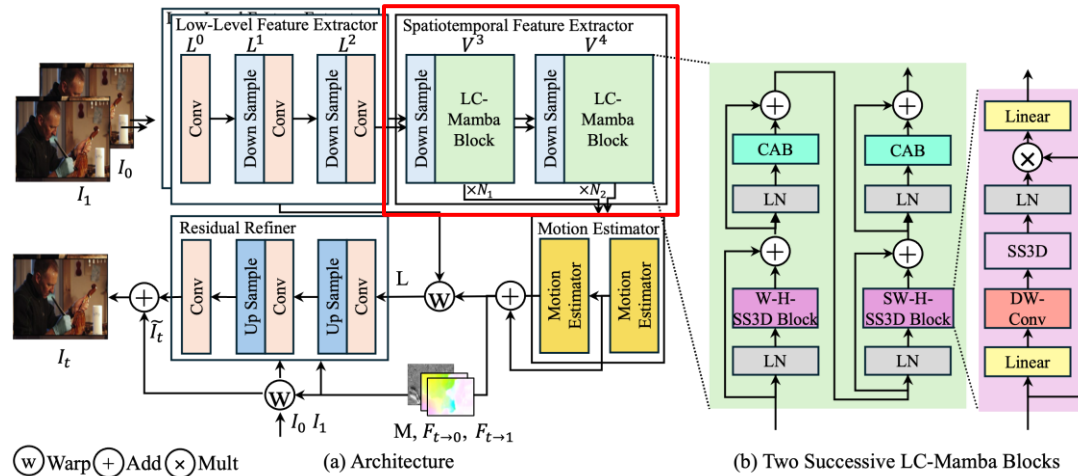 Low-Level Feature Extractor
L⁰ L¹ L²
Conv
Down Sample
Conv
Down Sample
Conv
I₀
I₁
Spatiotemporal Feature Extractor
V³ V⁴
Down Sample
LC-
Mamba
Block
Down Sample
LC-
Mamba
Block
×N₁
×N₂
Residual Refiner
Conv
Up Sample
Conv
Up Sample
Conv
L
W
Motion Estimator
Motion
Estimator
Motion
Estimator
Ĩₜ
Iₜ
W
I₀ I₁
M, Fₜ→₀, Fₜ→₁
CAB
LN
W-H-
SS3D Block
LN
CAB
LN
SW-H-
SS3D Block
LN
Linear
LN
SS3D
DW-
Conv
Linear
W Warp + Add × Mult
(a) Architecture
(b) Two Successive LC-Mamba Blocks